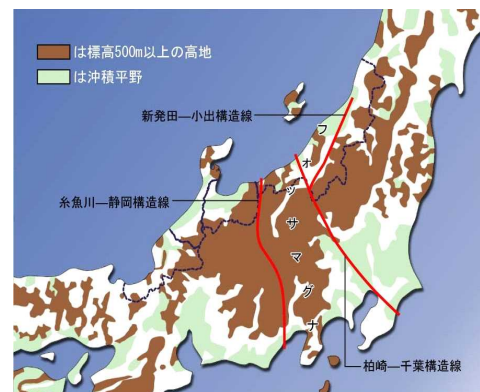 は標高500m以上の高地
は沖積平野
新発田―小出構造線
フォッサマグナ
糸魚川―静岡構造線
柏崎―千葉構造線